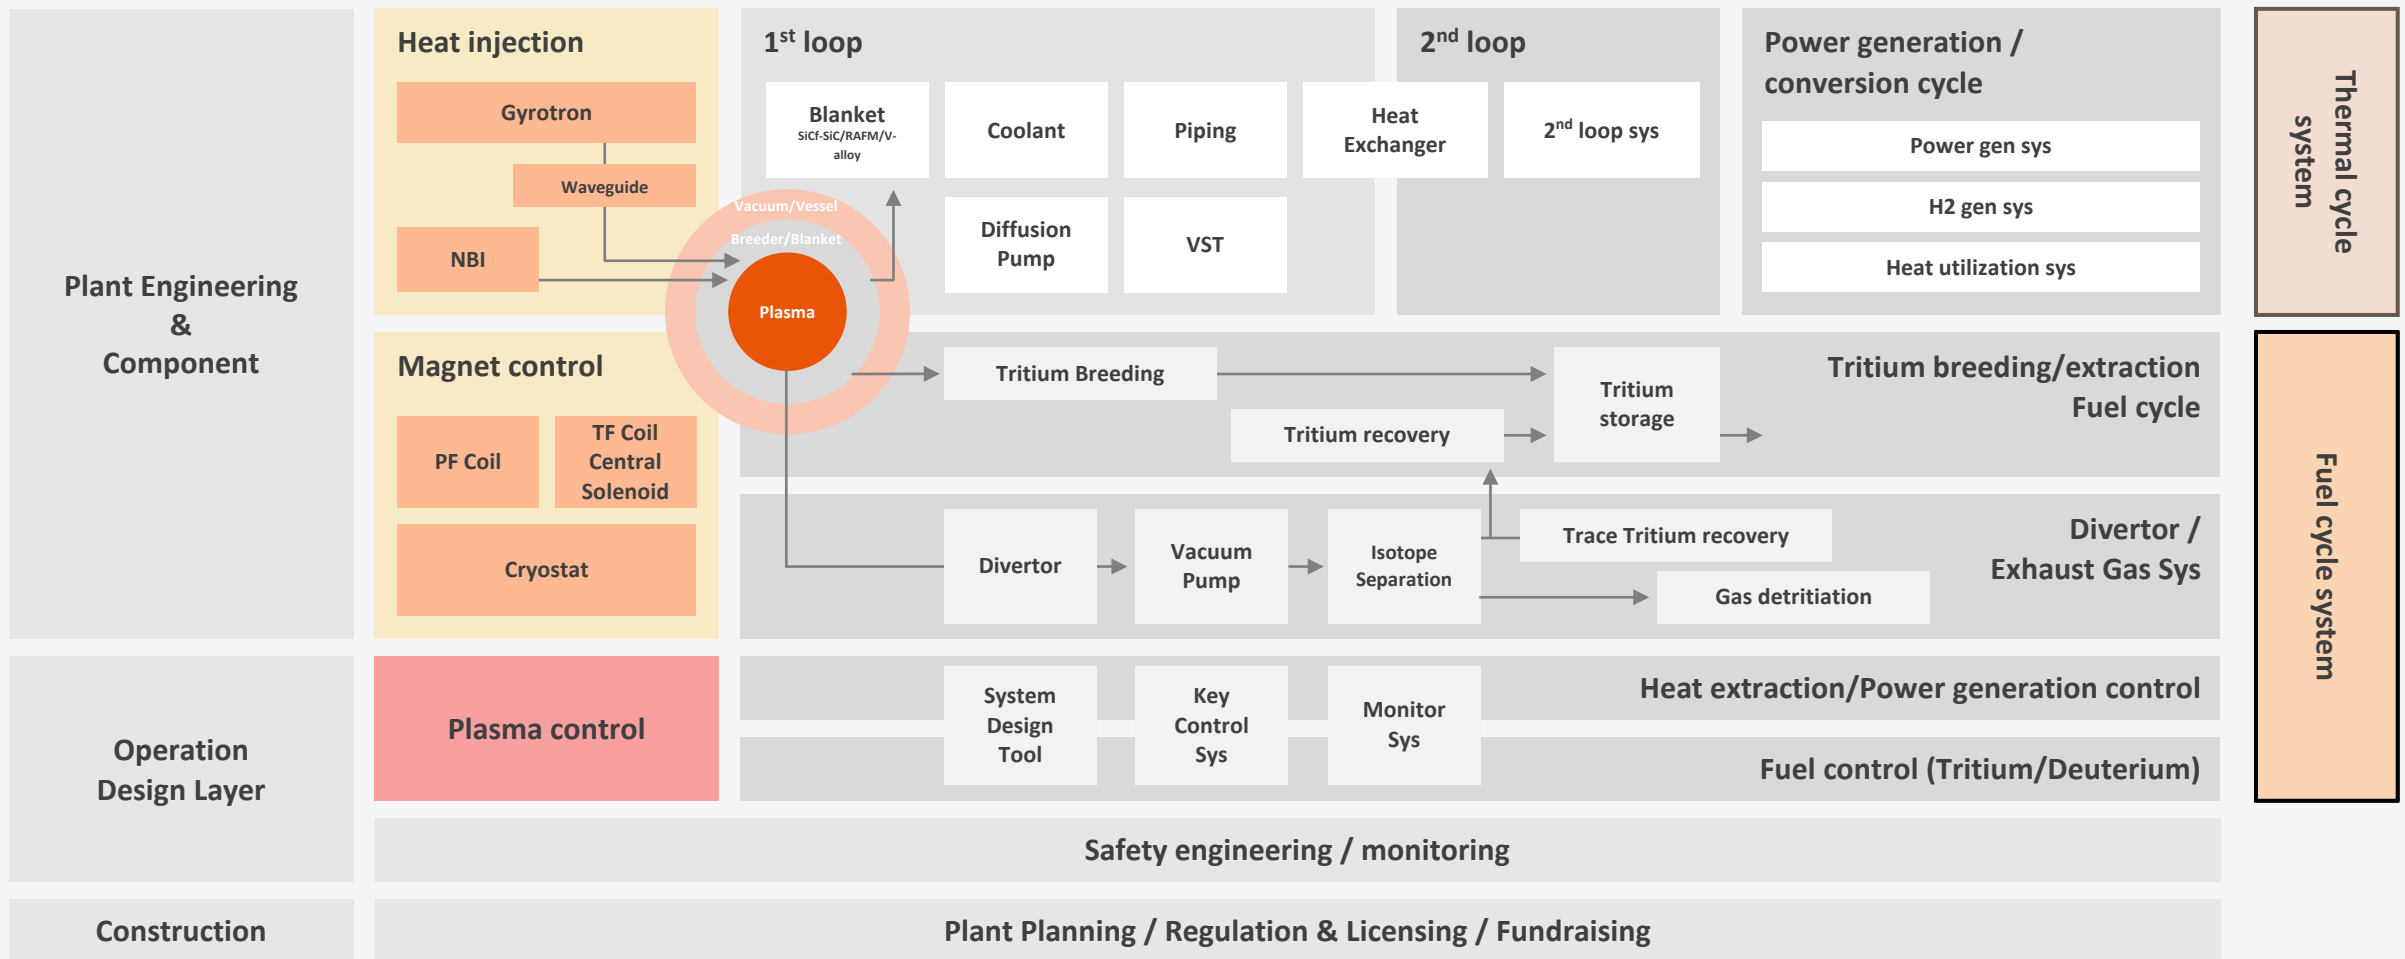 Plant Engineering
&
Component
Heat injection
Gyrotron
Waveguide
NBI
1st loop
Blanket
SiCf-SiC/RAFM/V-
alloy
Coolant
Piping
Heat
Exchanger
Diffusion
Pump
VST
2nd loop
2nd loop sys
Power generation /
conversion cycle
Power gen sys
H2 gen sys
Heat utilization sys
Thermal cycle
system
Vacuum/Vessel
Breeder/Blanket
Plasma
Magnet control
PF Coil
TF Coil
Central
Solenoid
Cryostat
Tritium Breeding
Tritium recovery
Tritium
storage
Tritium breeding/extraction
Fuel cycle
Divertor
Vacuum
Pump
Isotope
Separation
Trace Tritium recovery
Gas detritiation
Divertor /
Exhaust Gas Sys
Fuel cycle system
Operation
Design Layer
Plasma control
System
Design
Tool
Key
Control
Sys
Monitor
Sys
Heat extraction/Power generation control
Fuel control (Tritium/Deuterium)
Safety engineering / monitoring
Construction
Plant Planning / Regulation & Licensing / Fundraising